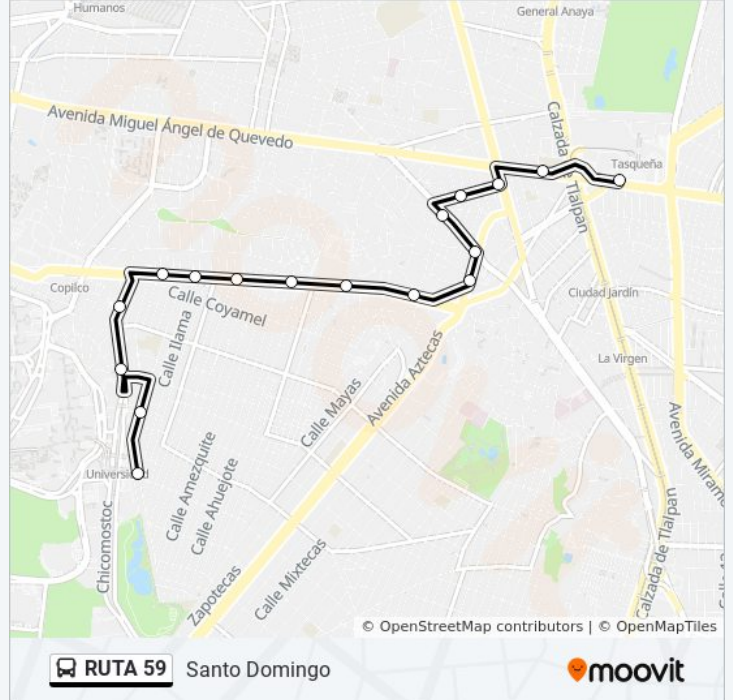 Humanos
General Anaya
Avenida Miguel Ángel de Quevedo
Calzada de Tlalpan
Tasqueña
Copilco
Calle Coyamel
Ciudad Jardín
Calle Ilama
La Virgen
Calle Mayas
Avenida Aztecas
Universidad
Calle Amezquite
Calle Ahuejote
Chicomostoc
Zapotecas
Calle Mixtecas
Calzada de Tlalpan
Avenida Miram
© OpenStreetMap contributors | © OpenMapTiles
RUTA 59 Santo Domingo
moovit